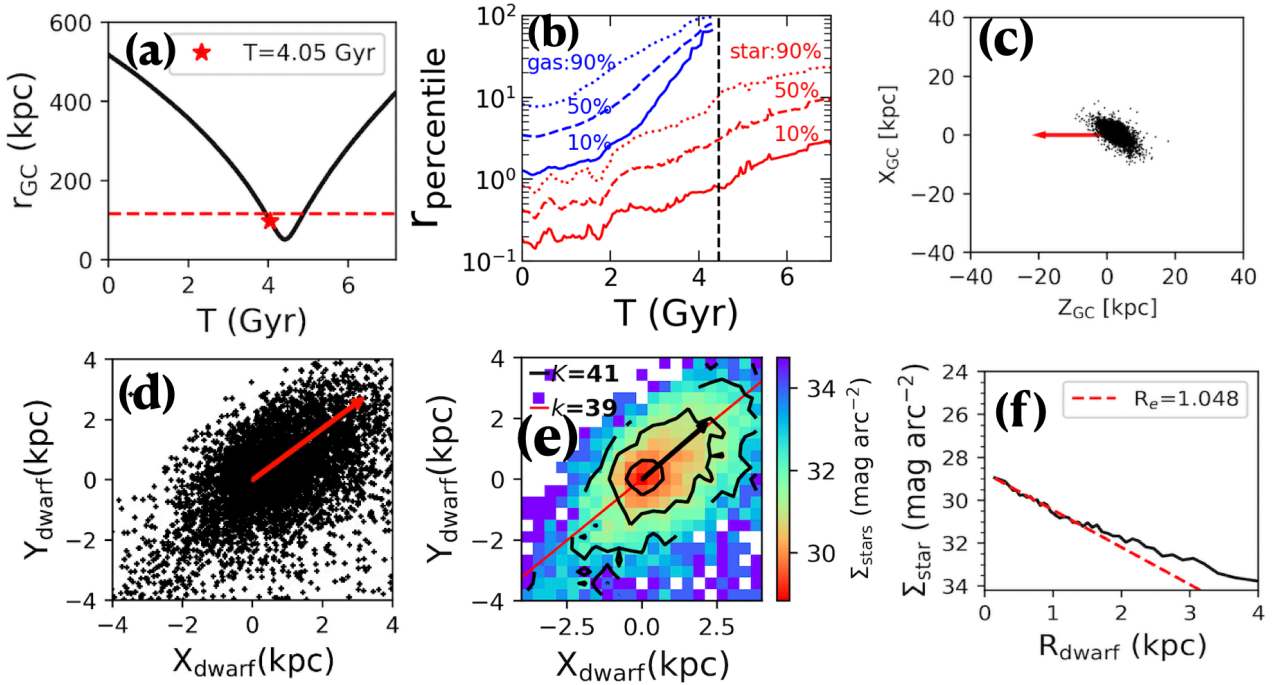 (a)
T=4.05 Gyr
600
400
200
0
r_GC (kpc)
0 2 4 6
T (Gyr)
(b)
gas:90%
50%
10%
star:90%
50%
10%
10^2
10^1
10^0
10^−1
r_percentile
0 2 4 6
T (Gyr)
(c)
40
20
0
−20
−40
X_GC [kpc]
−40 −20 0 20 40
Z_GC [kpc]
(d)
4
2
0
−2
−4
Y_dwarf(kpc)
−4 −2 0 2 4
X_dwarf(kpc)
(e)
K=41
k=39
4
2
0
−2
−4
Y_dwarf(kpc)
−2.5 0.0 2.5
X_dwarf(kpc)
34
32
30
Σ_stars (mag arc^−2)
(f)
R_e=1.048
24
26
28
30
32
34
Σ_star (mag arc^−2)
0 1 2 3 4
R_dwarf (kpc)